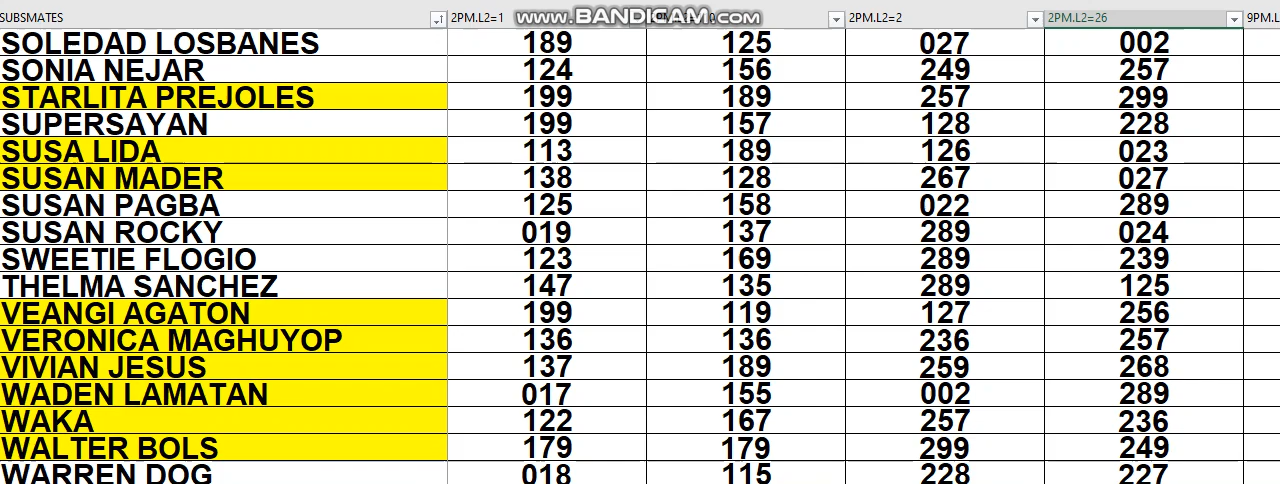 SUBSMATES 2PM.L2=1 www.BANDICAM.com 2PM.L2=2 2PM.L2=26 9PM.L
SOLEDAD LOSBANES 189 125 027 002
SONIA NEJAR 124 156 249 257
STARLITA PREJOLES 199 189 257 299
SUPERSAYAN 199 157 128 228
SUSA LIDA 113 189 126 023
SUSAN MADER 138 128 267 027
SUSAN PAGBA 125 158 022 289
SUSAN ROCKY 019 137 289 024
SWEETIE FLOGIO 123 169 289 239
THELMA SANCHEZ 147 135 289 125
VEANGI AGATON 199 119 127 256
VERONICA MAGHUYOP 136 136 236 257
VIVIAN JESUS 137 189 259 268
WADEN LAMATAN 017 155 002 289
WAKA 122 167 257 236
WALTER BOLS 179 179 299 249
WARREN DOG 018 115 228 227